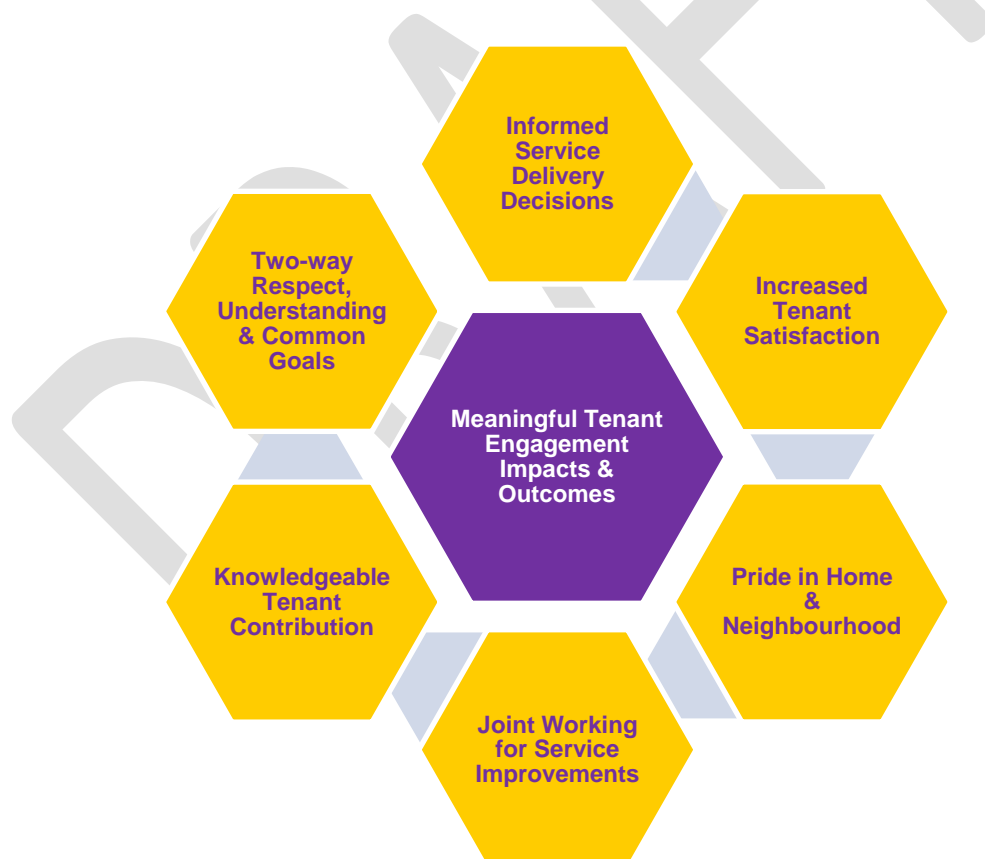 Informed
Service
Delivery
Decisions
Two-way
Respect,
Understanding
& Common
Goals
Increased
Tenant
Satisfaction
Meaningful Tenant
Engagement
Impacts &
Outcomes
Knowledgeable
Tenant
Contribution
Pride in Home
&
Neighbourhood
Joint Working
for Service
Improvements